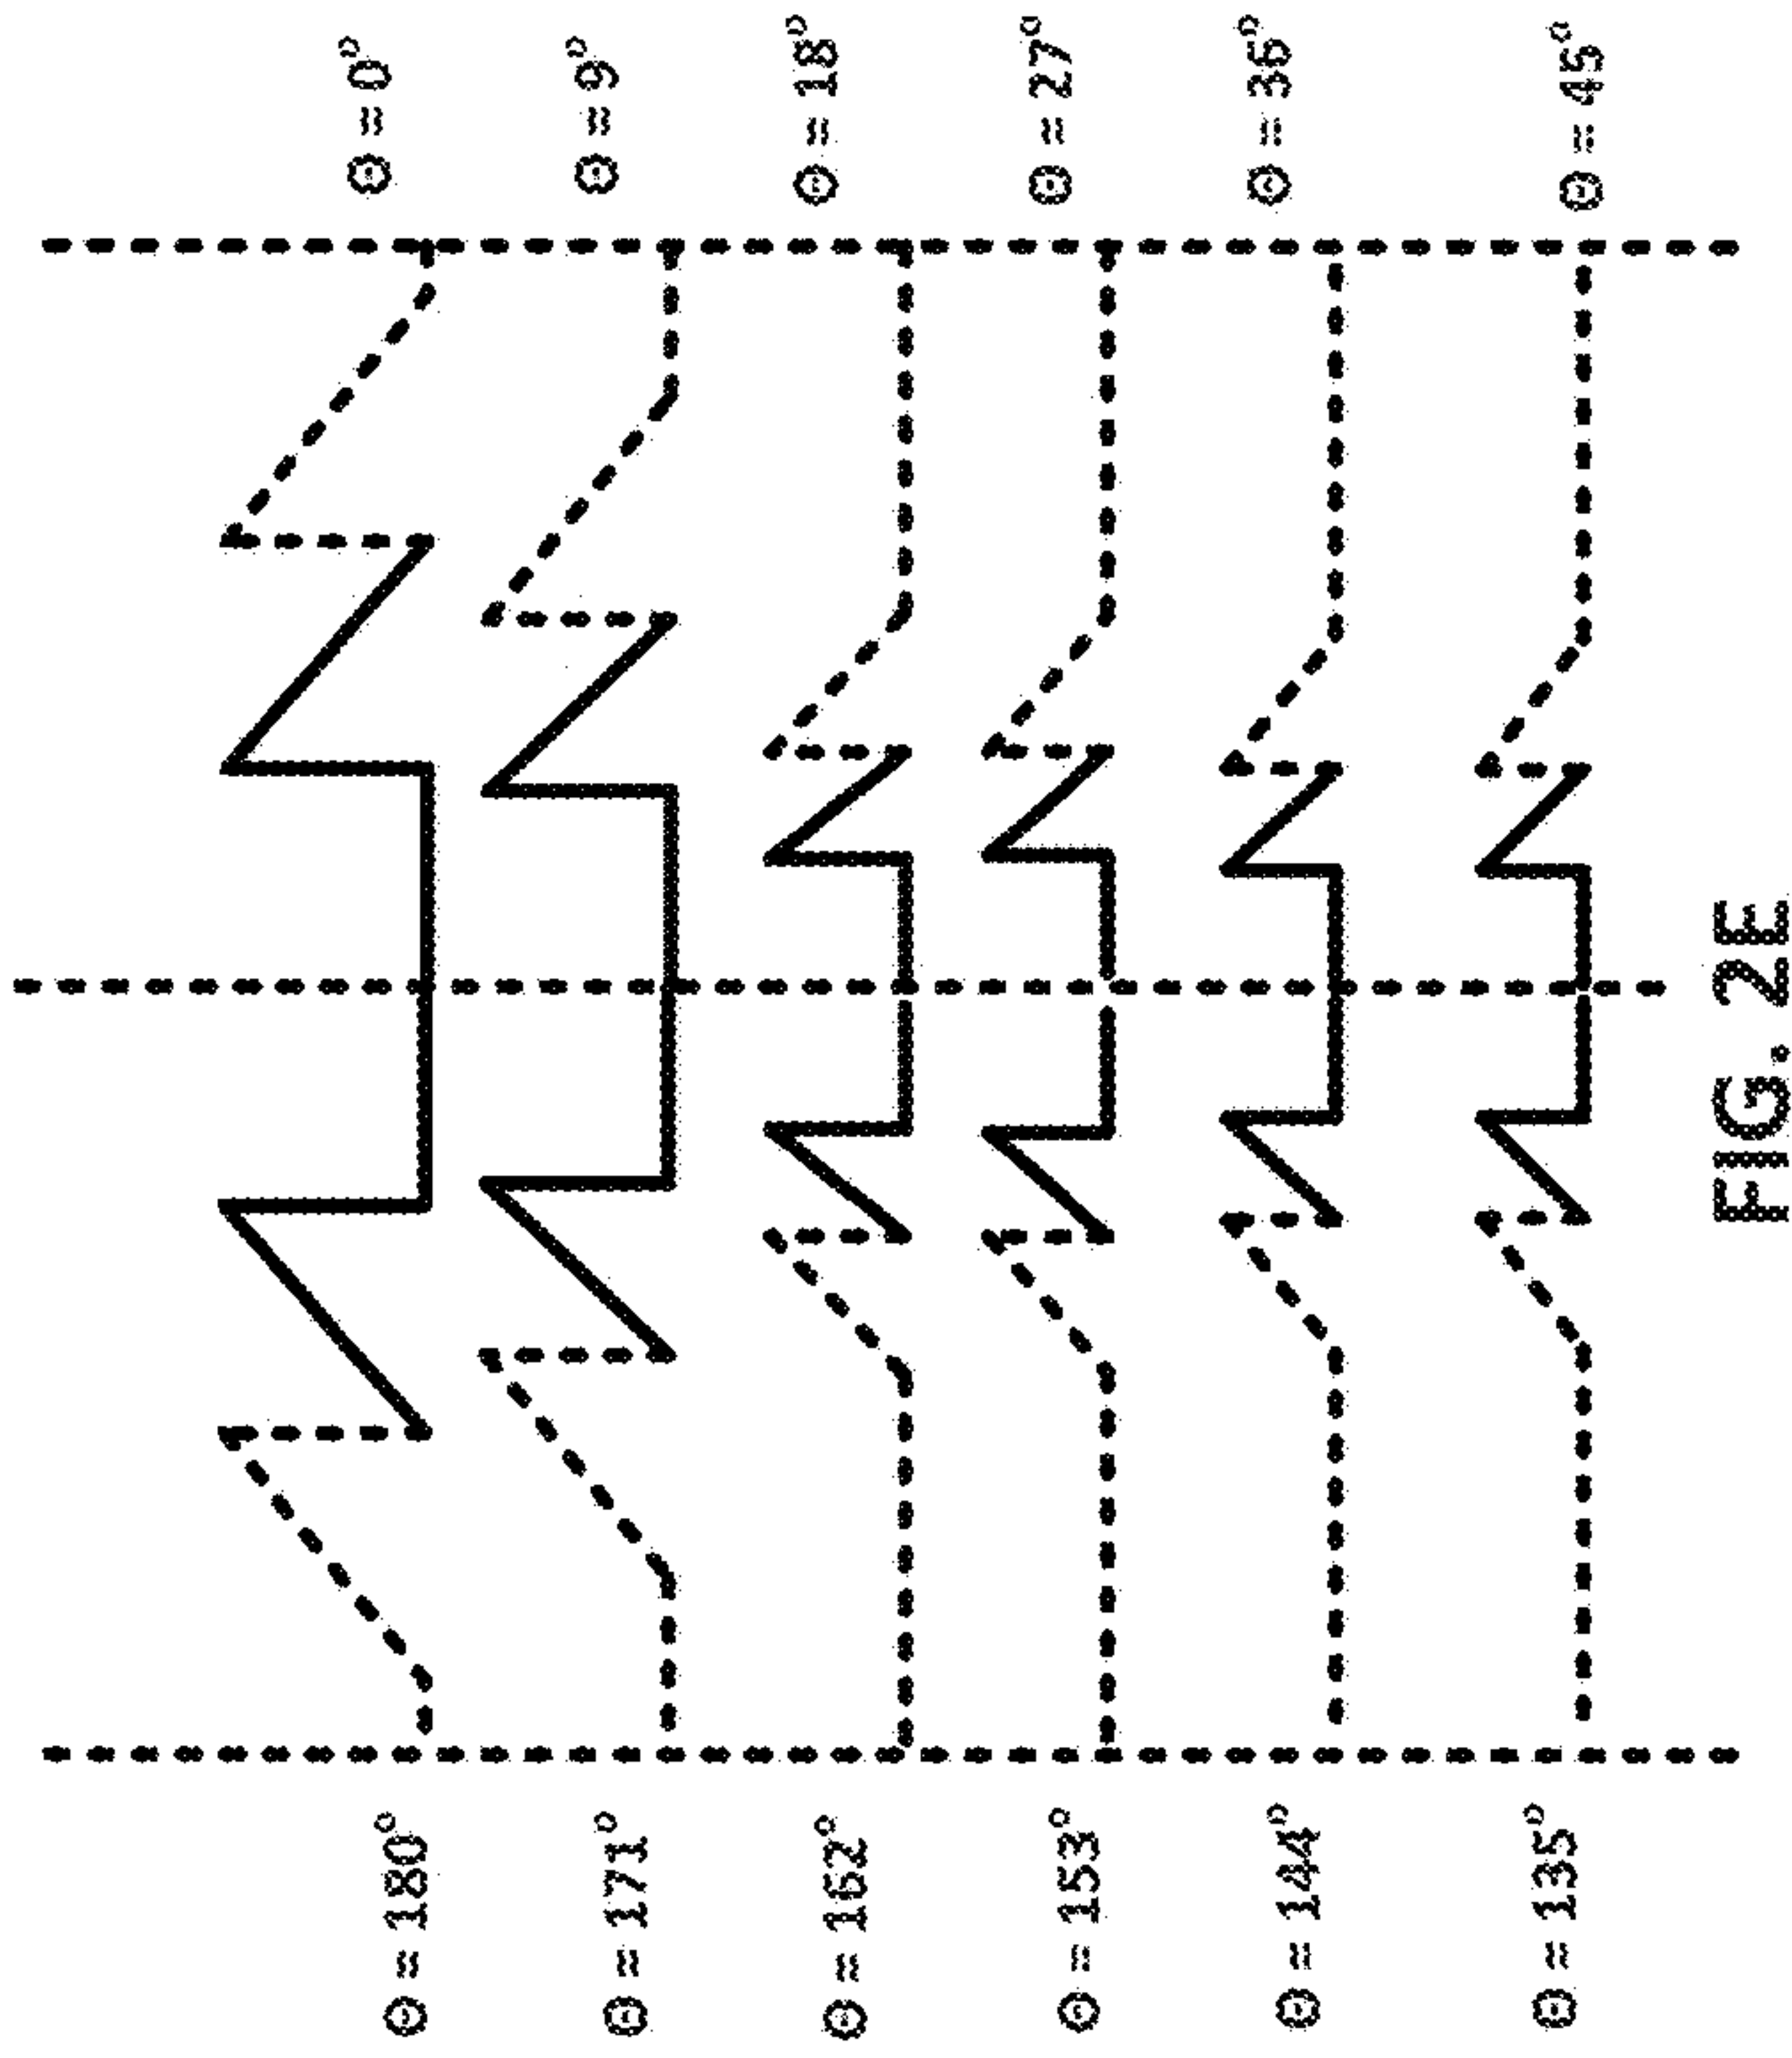 Θ = 180°
Θ = 0°
Θ = 171°
Θ = 9°
Θ = 162°
Θ = 18°
Θ = 153°
Θ = 27°
Θ = 144°
Θ = 36°
Θ = 135°
Θ = 45°
FIG. 2E